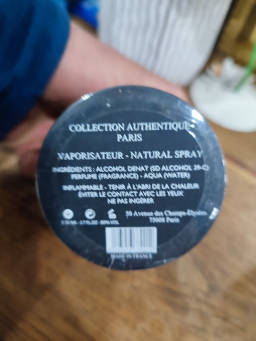 COLLECTION AUTHENTIQUE
PARIS
VAPORISATEUR - NATURAL SPRAY
INGRÉDIENTS : ALCOHOL DENAT (SD ALCOHOL 39-C)
PERFUME (FRAGRANCE) - AQUA (WATER)
INFLAMMABLE - TENIR À L'ABRI DE LA CHALEUR
EVITER LE CONTACT AVEC LES YEUX
NE PAS INGÉRER
Avenue des Champs-Elysées
75008 Paris
MADE IN FRANCE